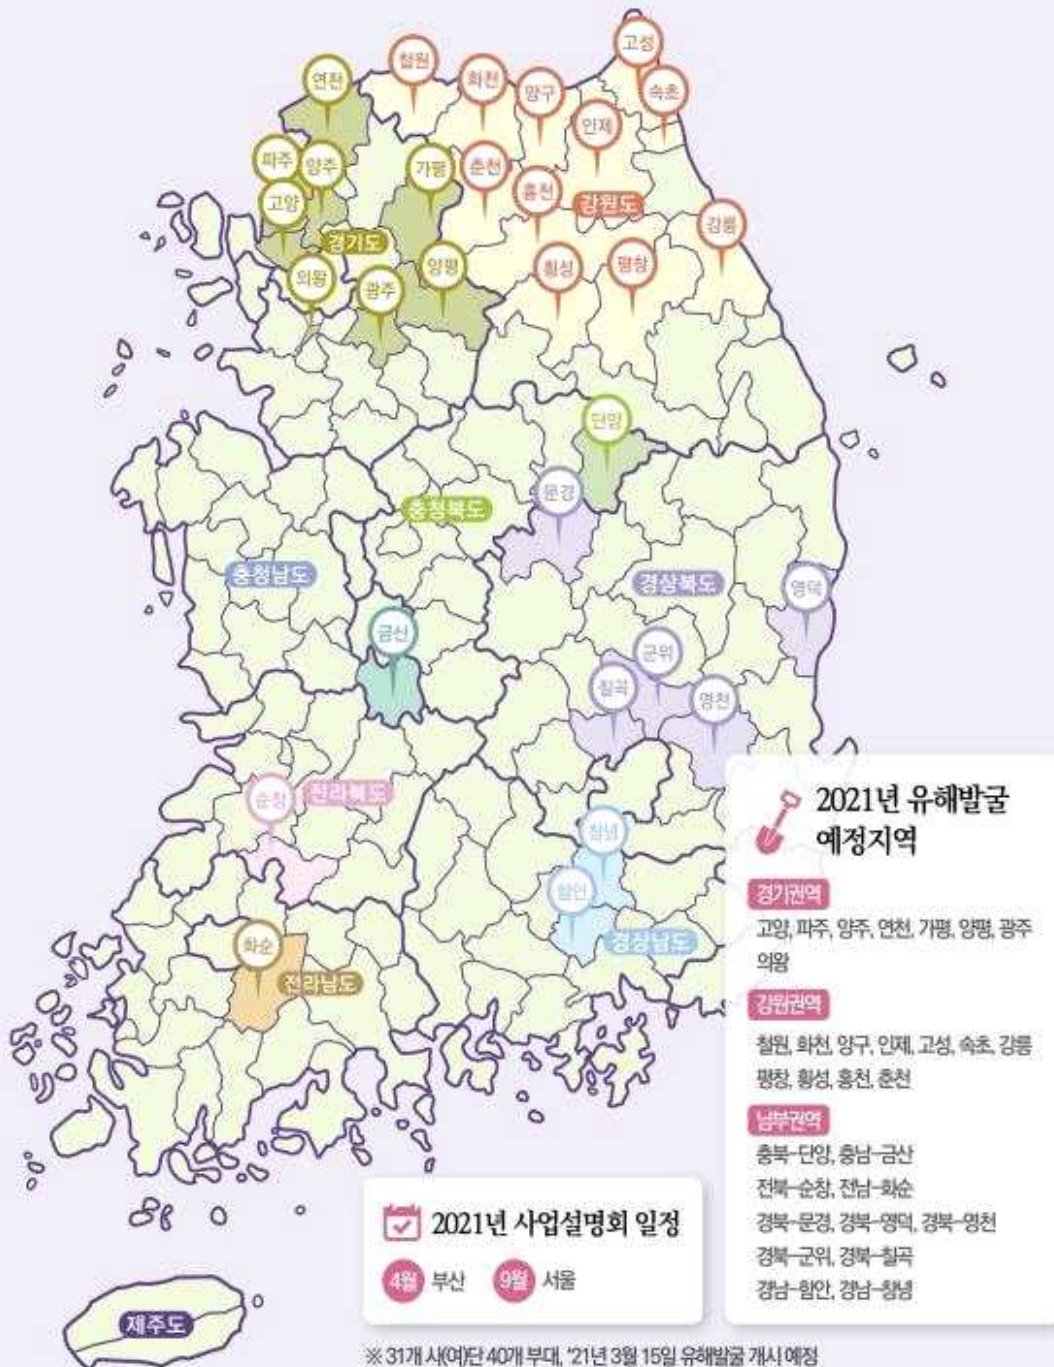 고성
철원
연천
화천
양구
속초
인제
파주
양주
가평
춘천
홍천
강원도
고양
강릉
경기도
의왕
광주
양평
횡성
평창
단양
문경
충청북도
충청남도
경상북도
영덕
금산
군위
칠곡
영천
순창
전라북도
창녕
함안
경상남도
화순
전라남도
제주도
2021년 유해발굴
예정지역
경기권역
고양, 파주, 양주, 연천, 가평, 양평, 광주
의왕
강원권역
철원, 화천, 양구, 인제, 고성, 속초, 강릉
평창, 횡성, 홍천, 춘천
남부권역
충북-단양, 충남-금산
전북-순창, 전남-화순
경북-문경, 경북-영덕, 경북-영천
경북-군위, 경북-칠곡
경남-함안, 경남-창녕
2021년 사업설명회 일정
4월 부산 9월 서울
※ 31개 사(여)단 40개 부대, '21년 3월 15일 유해발굴 개시 예정